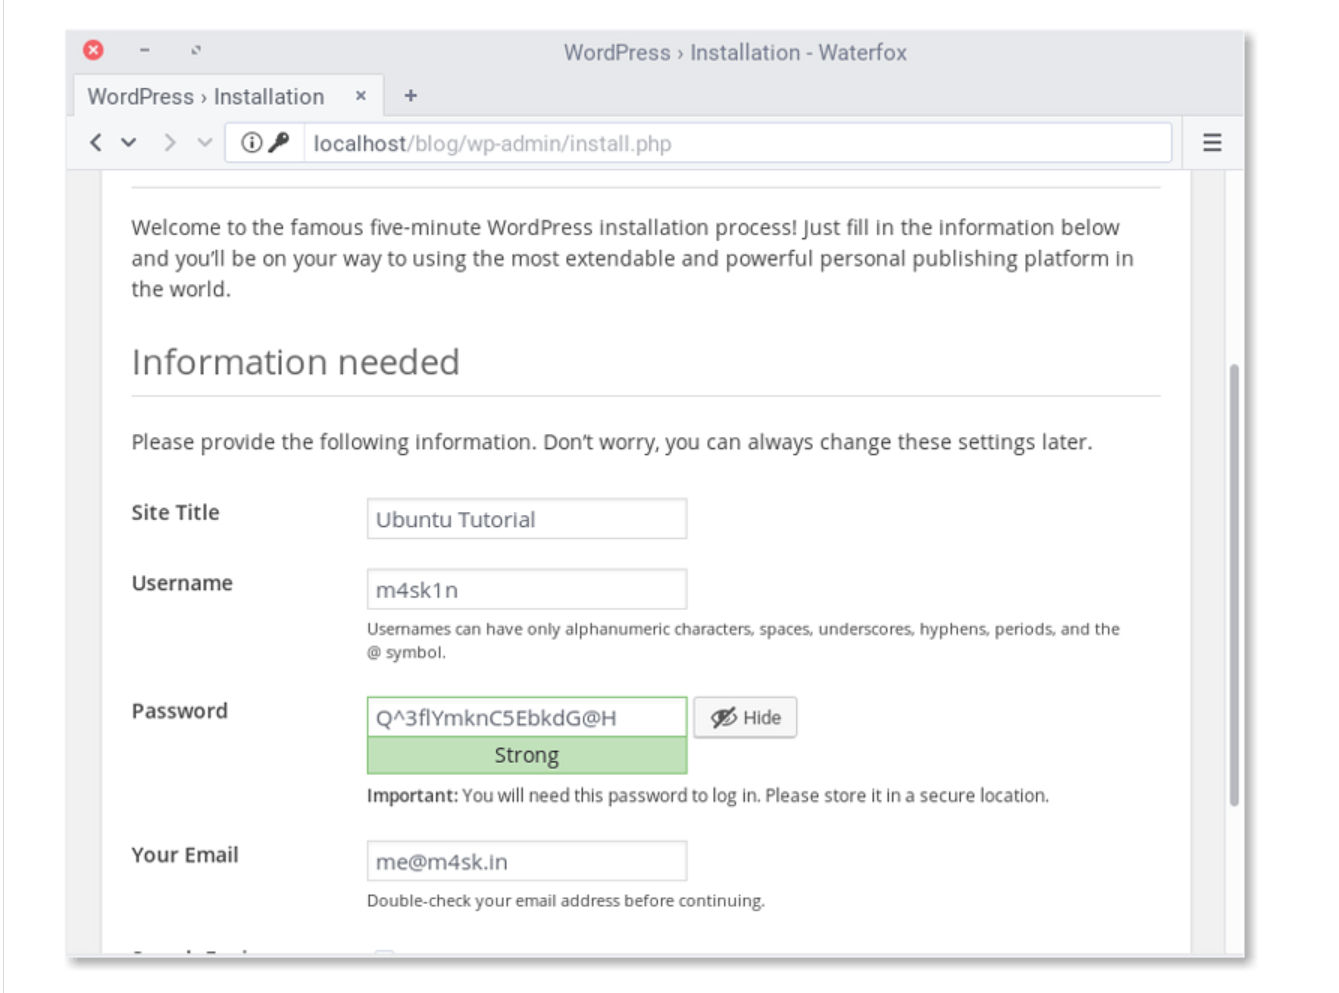 WordPress › Installation - Waterfox
WordPress › Installation × +
localhost/blog/wp-admin/install.php
Welcome to the famous five-minute WordPress installation process! Just fill in the information below
and you’ll be on your way to using the most extendable and powerful personal publishing platform in
the world.
Information needed
Please provide the following information. Don’t worry, you can always change these settings later.
Site Title Ubuntu Tutorial
Username m4sk1n
Usernames can have only alphanumeric characters, spaces, underscores, hyphens, periods, and the
@ symbol.
Password Q^3flYmknC5EbkdG@H Hide
Strong
Important: You will need this password to log in. Please store it in a secure location.
Your Email me@m4sk.in
Double-check your email address before continuing.